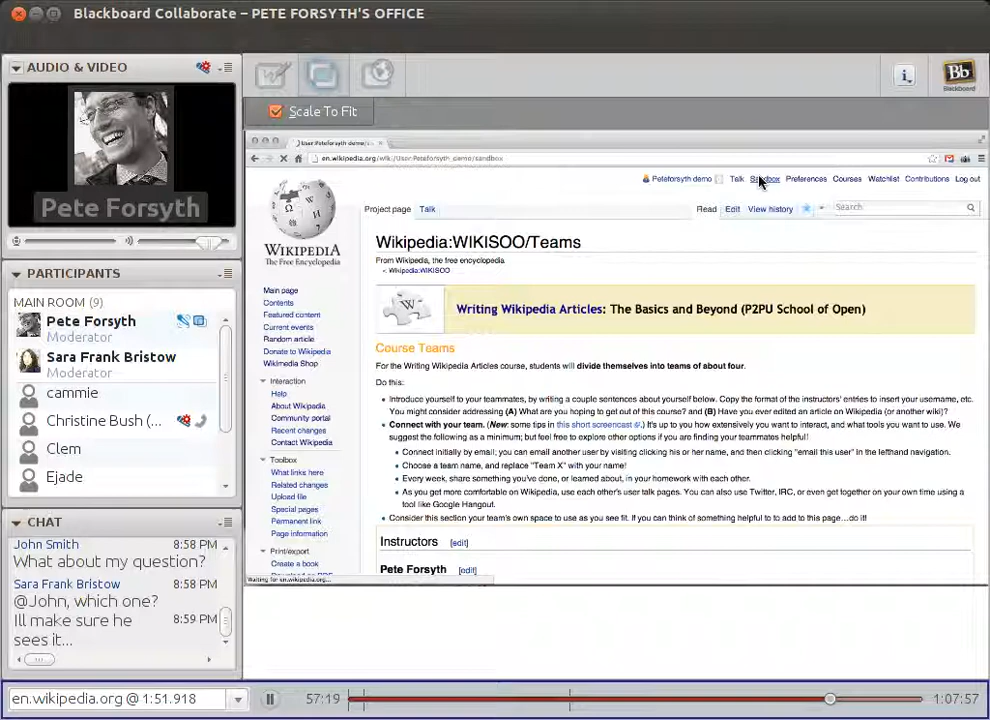 Blackboard Collaborate – PETE FORSYTH'S OFFICE
AUDIO & VIDEO
Pete Forsyth
PARTICIPANTS
MAIN ROOM (9)
Pete Forsyth
Moderator
Sara Frank Bristow
Moderator
cammie
Christine Bush (...
Clem
Ejade
CHAT
John Smith 8:58 PM
What about my question?
Sara Frank Bristow 8:58 PM
@John, which one?
Ill make sure he 8:59 PM
sees it...
Scale To Fit
Bb
Blackboard
en.wikipedia.org/wiki/User:Peteforsyth_demo/sandbox
Peteforsyth demo Talk Sandbox Preferences Courses Watchlist Contributions Log out
Project page Talk Read Edit View history Search
WIKIPEDIA
The Free Encyclopedia
Main page
Contents
Featured content
Current events
Random article
Donate to Wikipedia
Wikimedia Shop
Interaction
Help
About Wikipedia
Community portal
Recent changes
Contact Wikipedia
Toolbox
What links here
Related changes
Upload file
Special pages
Permanent link
Page information
Print/export
Create a book
Waiting for en.wikipedia.org...
Wikipedia:WIKISOO/Teams
From Wikipedia, the free encyclopedia
< Wikipedia:WIKISOO
Writing Wikipedia Articles: The Basics and Beyond (P2PU School of Open)
Course Teams
For the Writing Wikipedia Articles course, students will divide themselves into teams of about four.
Do this:
Introduce yourself to your teammates, by writing a couple sentences about yourself below. Copy the format of the instructors' entries to insert your username, etc.
You might consider addressing (A) What are you hoping to get out of this course? and (B) Have you ever edited an article on Wikipedia (or another wiki)?
Connect with your team. (New: some tips in this short screencast.) It's up to you how extensively you want to interact, and what tools you want to use. We
suggest the following as a minimum; but feel free to explore other options if you are finding your teammates helpful!
Connect initially by email; you can email another user by visiting clicking his or her name, and then clicking "email this user" in the lefthand navigation.
Choose a team name, and replace "Team X" with your name!
Every week, share something you've done, or learned about, in your homework with each other.
As you get more comfortable on Wikipedia, use each other's user talk pages. You can also use Twitter, IRC, or even get together on your own time using a
tool like Google Hangout.
Consider this section your team's own space to use as you see fit. If you can think of something helpful to to add to this page...do it!
Instructors [edit]
Pete Forsyth [edit]
en.wikipedia.org @ 1:51.918
57:19
1:07:57